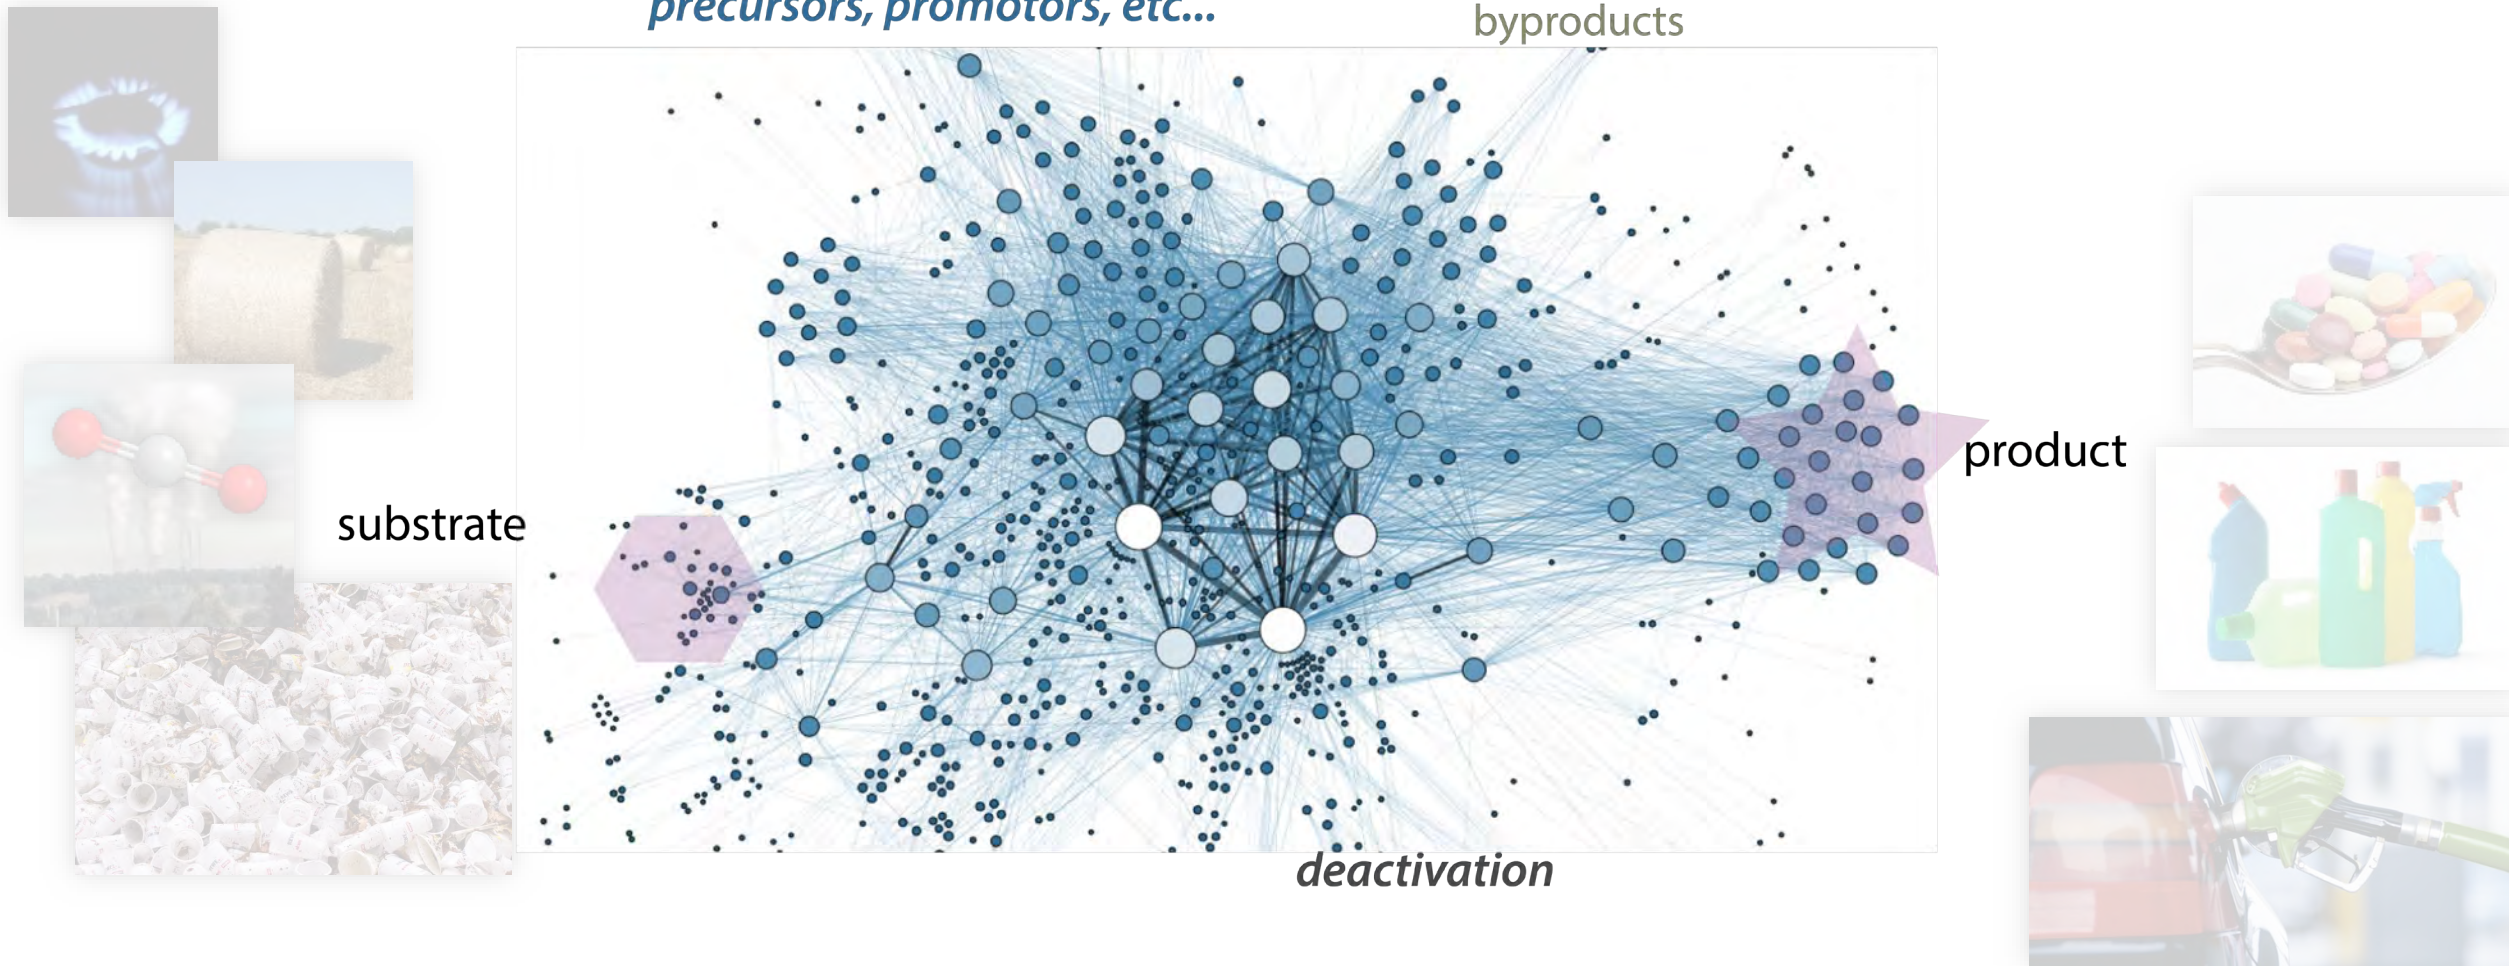 precursors, promotors, etc...
byproducts
product
substrate
deactivation